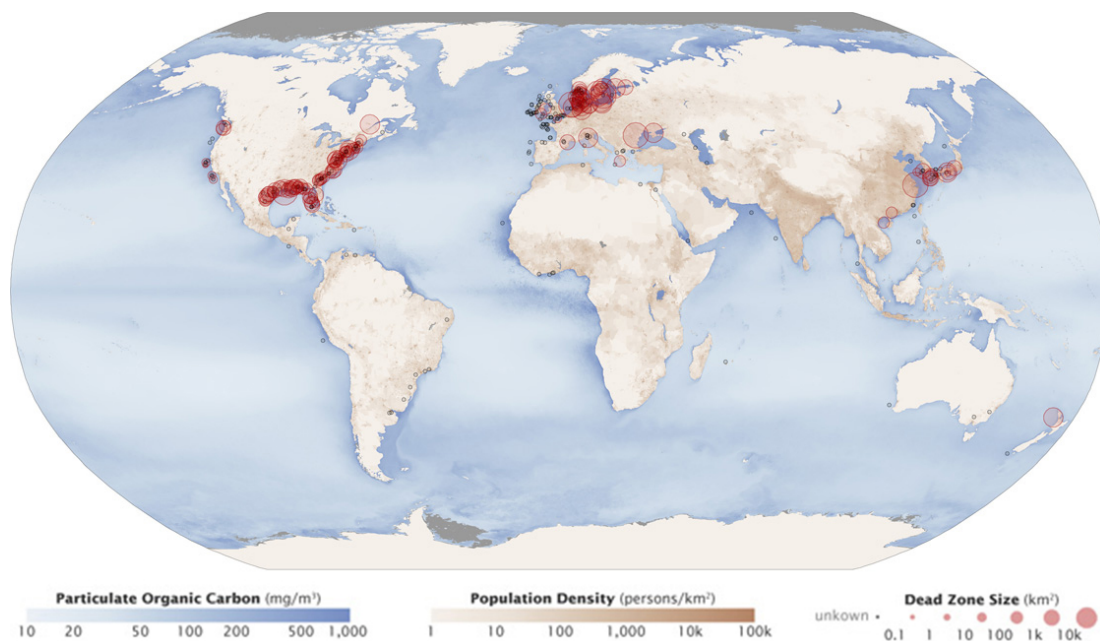 Particulate Organic Carbon (mg/m³)
10 20 50 100 200 500 1,000
Population Density (persons/km²)
1 10 100 1,000 10k 100k
Dead Zone Size (km²)
unkown
0.1 1 10 100 1k 10k